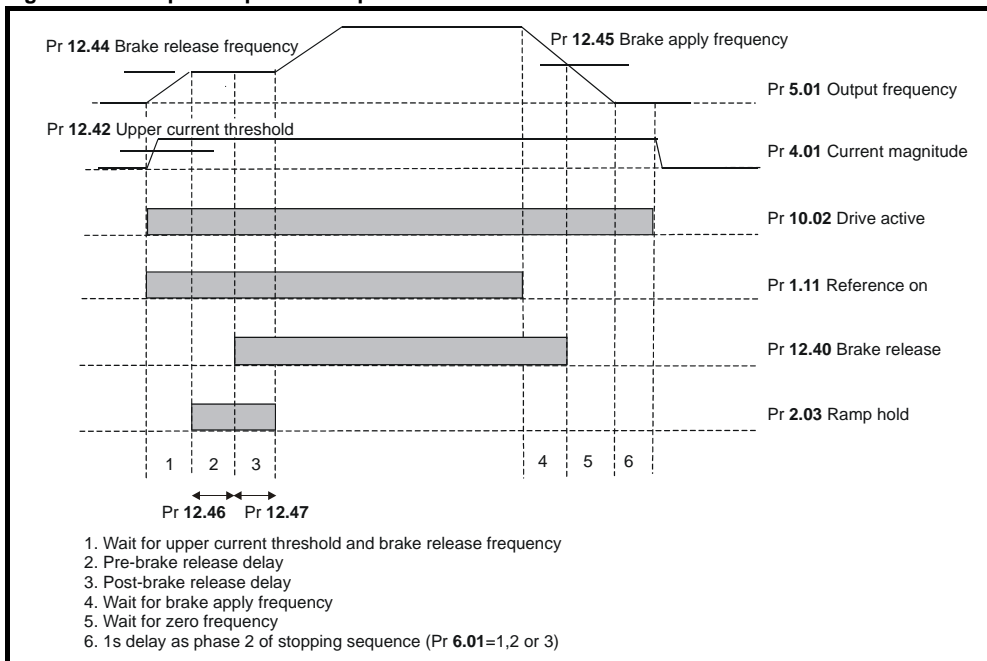 Pr 12.44 Brake release frequency
Pr 12.45 Brake apply frequency
Pr 5.01 Output frequency
Pr 12.42 Upper current threshold
Pr 4.01 Current magnitude
Pr 10.02 Drive active
Pr 1.11 Reference on
Pr 12.40 Brake release
Pr 2.03 Ramp hold
1 2 3 4 5 6
Pr 12.46 Pr 12.47
1. Wait for upper current threshold and brake release frequency
2. Pre-brake release delay
3. Post-brake release delay
4. Wait for brake apply frequency
5. Wait for zero frequency
6. 1s delay as phase 2 of stopping sequence (Pr 6.01=1,2 or 3)